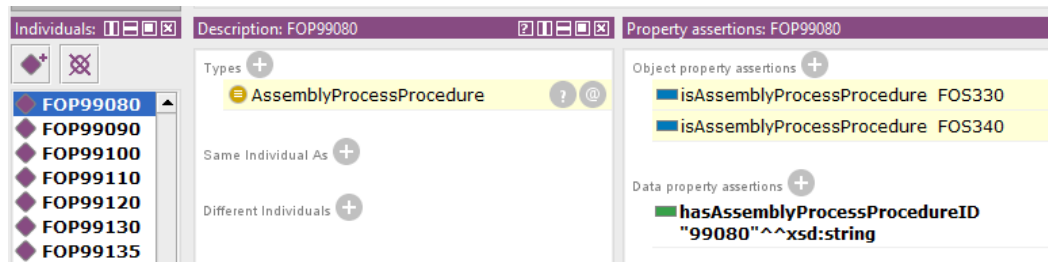 Individuals:
FOP99080
FOP99090
FOP99100
FOP99110
FOP99120
FOP99130
FOP99135
Description: FOP99080
Types
AssemblyProcessProcedure
Same Individual As
Different Individuals
Property assertions: FOP99080
Object property assertions
isAssemblyProcessProcedure FOS330
isAssemblyProcessProcedure FOS340
Data property assertions
hasAssemblyProcessProcedureID
"99080"^^xsd:string